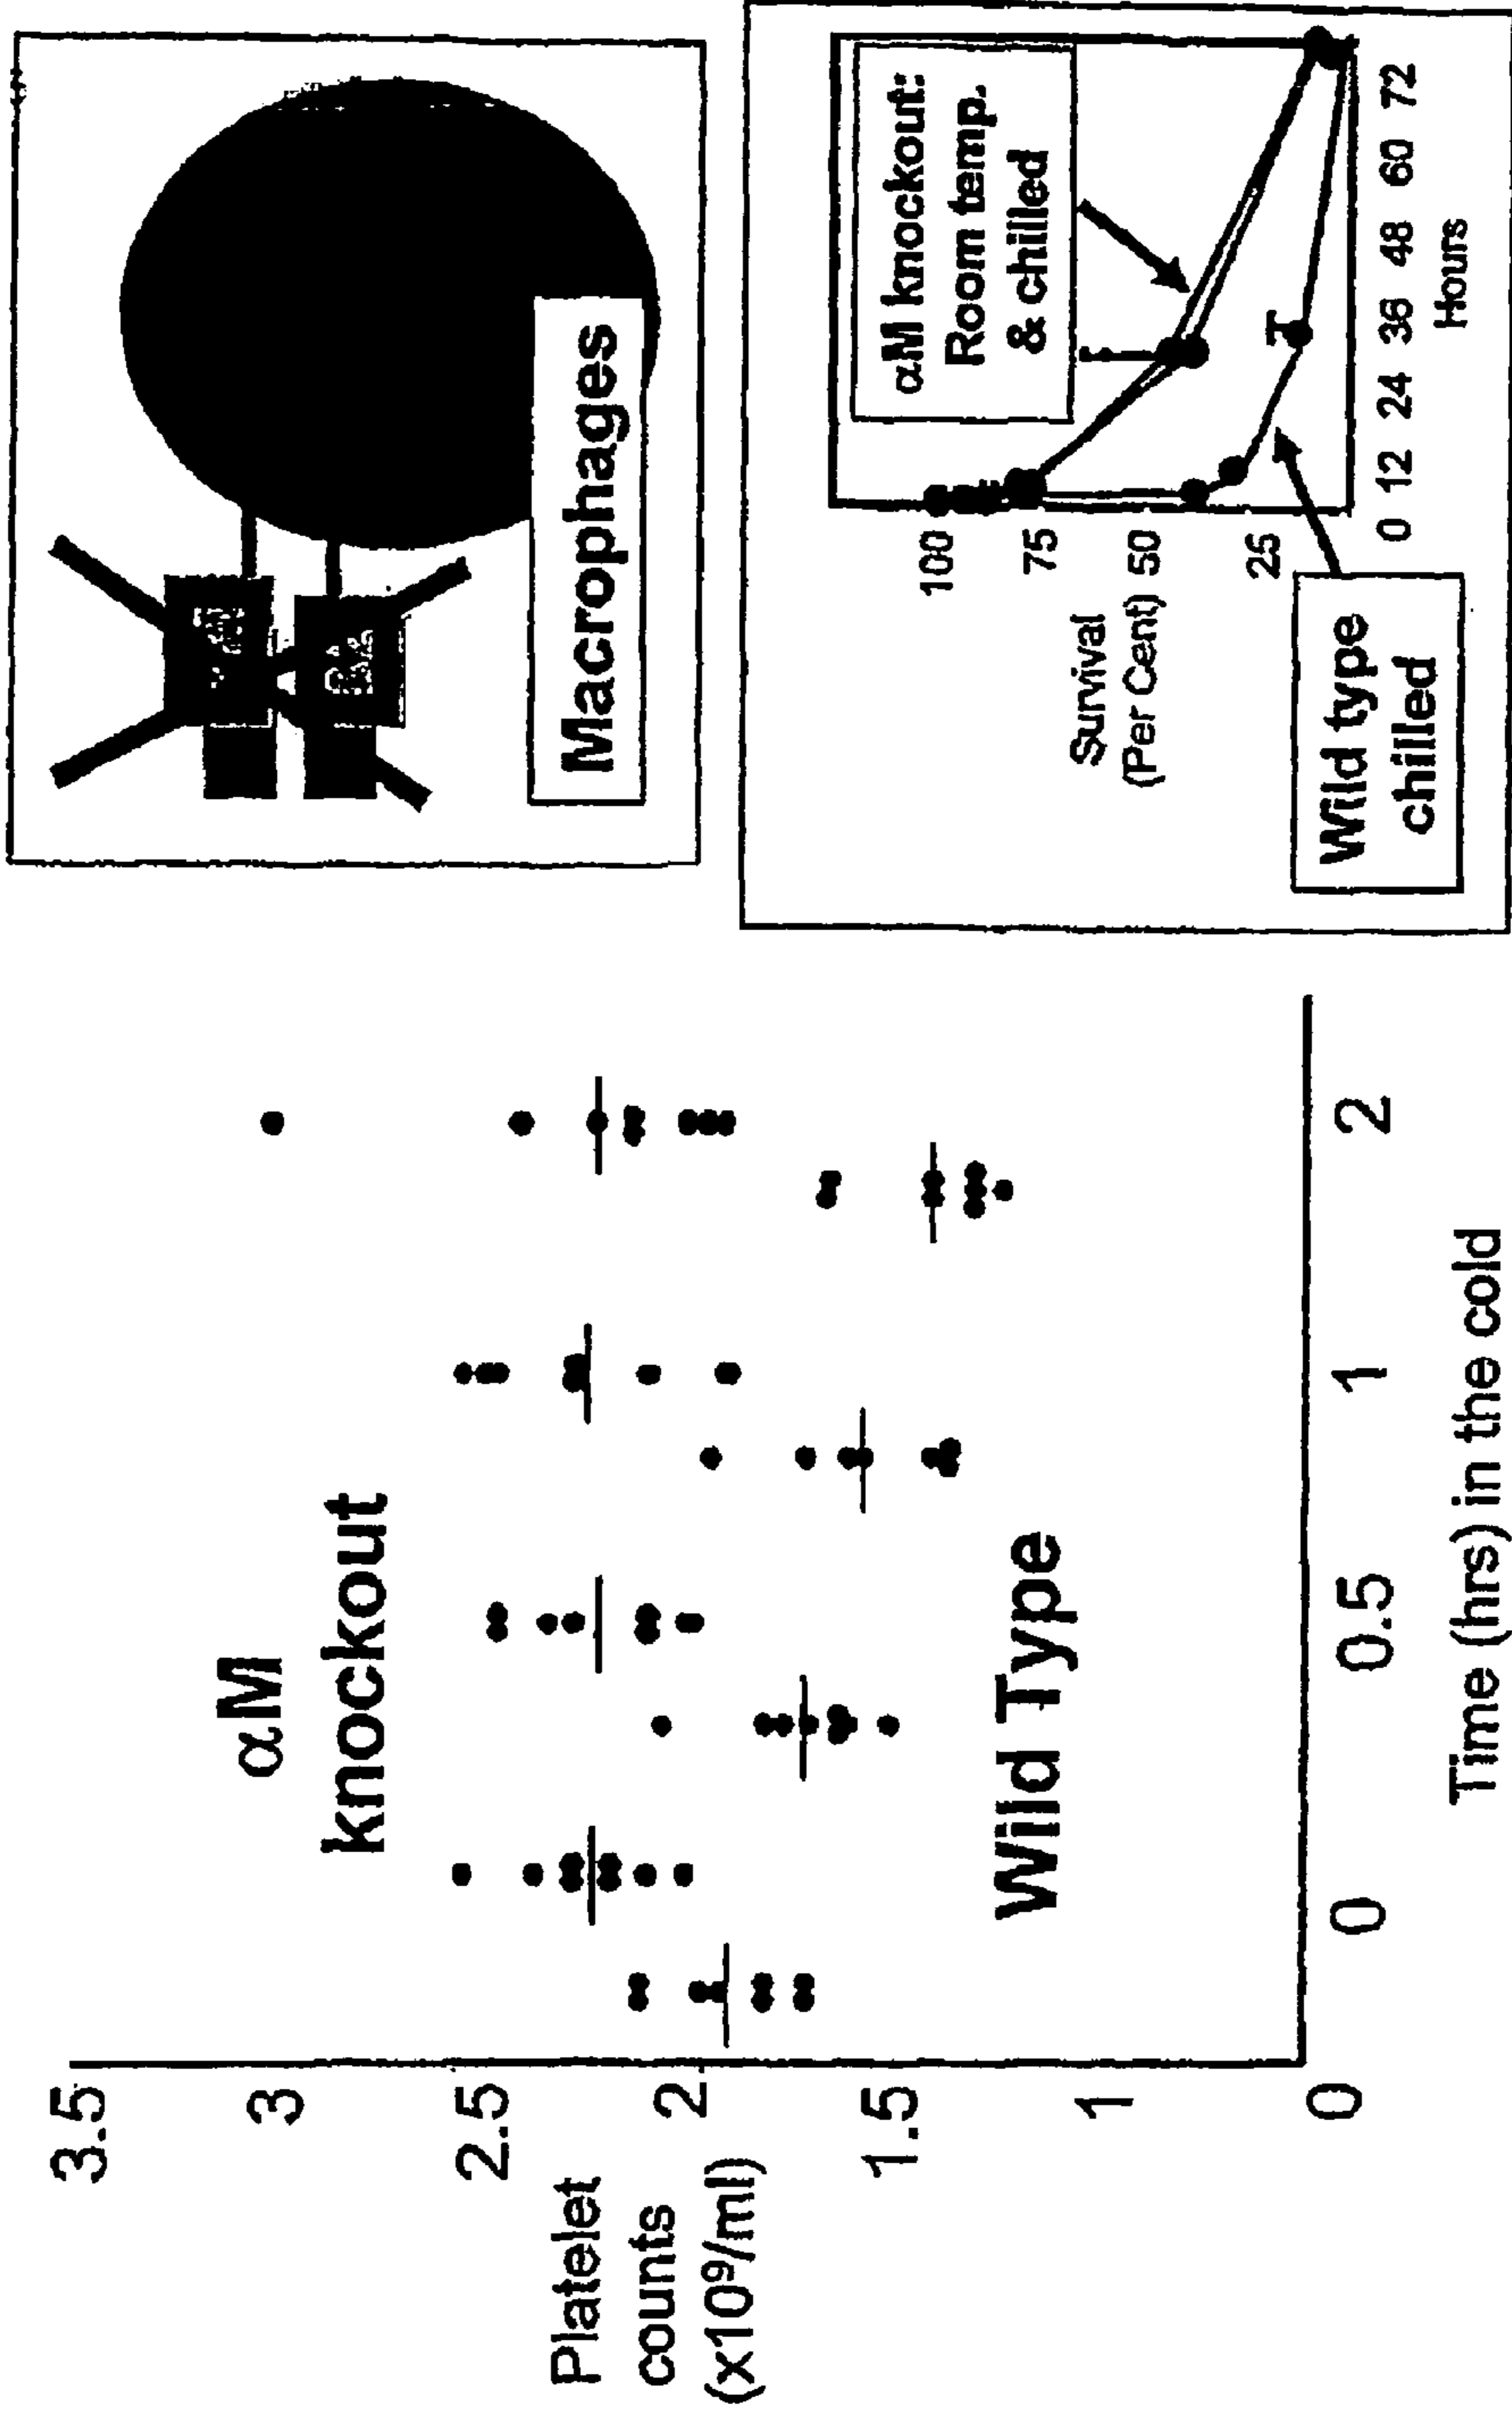 3.5
3
2.5
2
1.5
1
0
Platelet
counts
(x10⁹/ml)
αM
knockout
Wild Type
0
0.5
1
2
Time (hrs) in the cold
Macrophages
αM knockout:
Room temp.
& chilled
100
75
50
25
Survival
(Per Cent)
0 12 24 36 48 60 72
Hours
Wild type
chilled